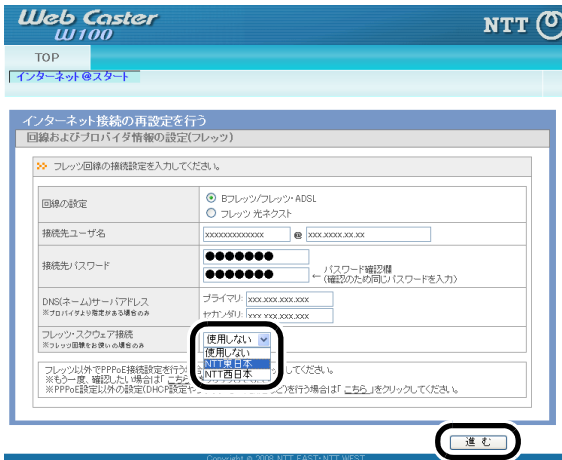 Web Caster
W100
NTT
TOP
インターネット@スタート
インターネット接続の再設定を行う
回線およびプロバイダ情報の設定(フレッツ)
フレッツ回線の接続設定を入力してください。
回線の設定
Bフレッツ/フレッツ・ADSL
フレッツ 光ネクスト
接続先ユーザ名
xxxxxxxxxxxxx @ xxx.xxxx.xx.xx
接続先パスワード
●●●●●●●
●●●●●●●
← パスワード確認欄
(確認のため同じパスワードを入力)
DNS(ネーム)サーバアドレス
※プロバイダより指定がある場合のみ
プライマリ: xxx.xxx.xxx.xxx
セカンダリ: xxx.xxx.xxx.xxx
フレッツ・スクウェア接続
※フレッツ回線をお使いの場合のみ
使用しない
使用しない
NTT東日本
NTT西日本
フレッツ以外でPPPoE接続設定を行う してください。
※もう一度、確認したい場合は「こちら
※PPPoE設定以外の設定(DHCP設定や など)を行う場合は「こちら」をクリックしてください。
進む
Copyright © 2008 NTT EAST・NTT WEST